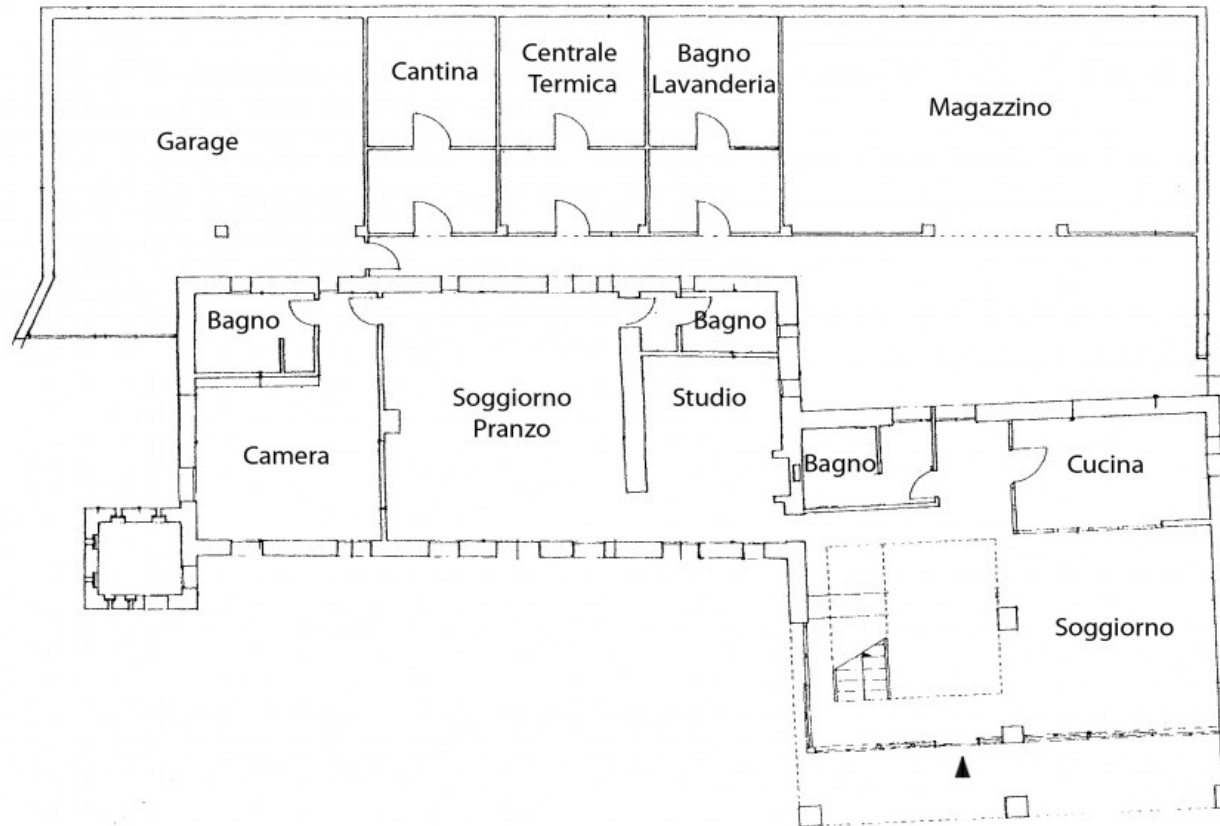 Cantina
Centrale
Termica
Bagno
Lavanderia
Magazzino
Garage
Bagno
Bagno
Soggiorno
Pranzo
Studio
Camera
Bagno
Cucina
Soggiorno